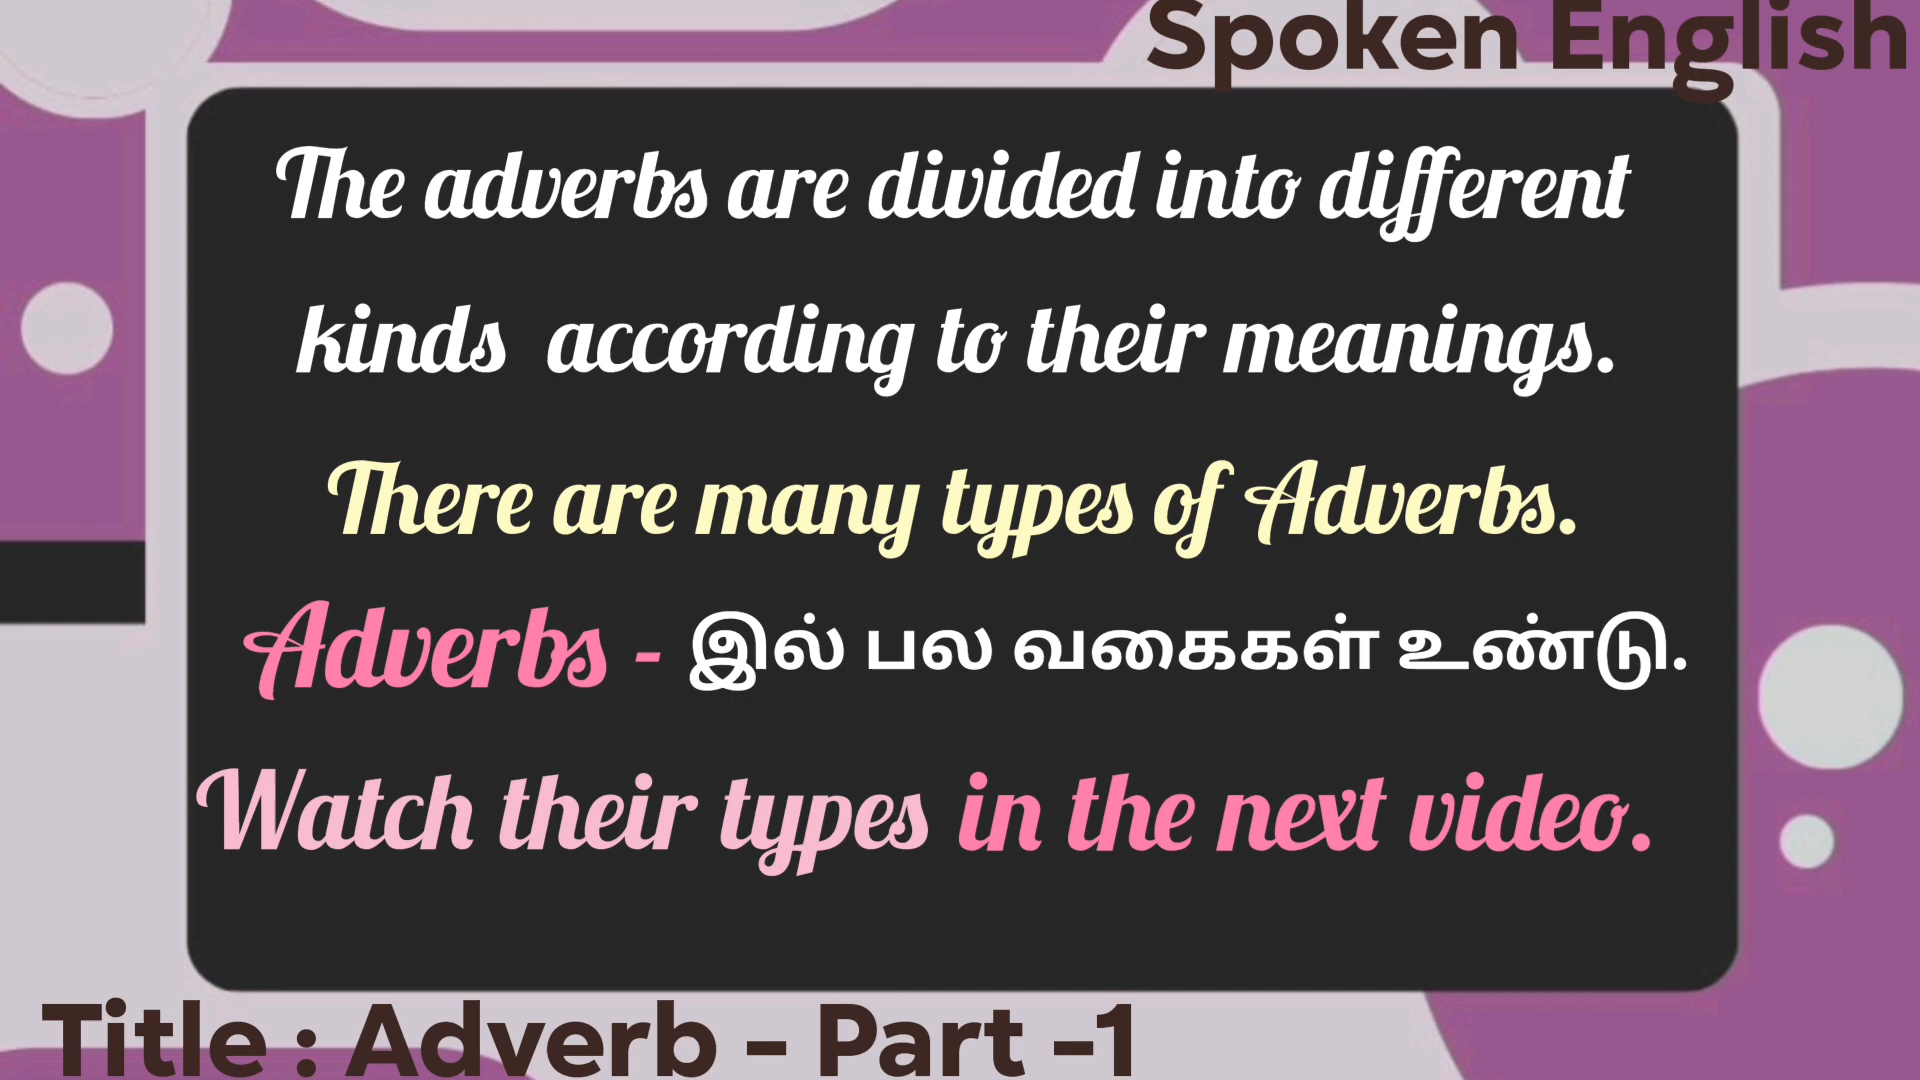 Spoken English
The adverbs are divided into different
kinds according to their meanings.
There are many types of Adverbs.
Adverbs - இல் பல வகைகள் உண்டு.
Watch their types in the next video.
Title : Adverb - Part -1